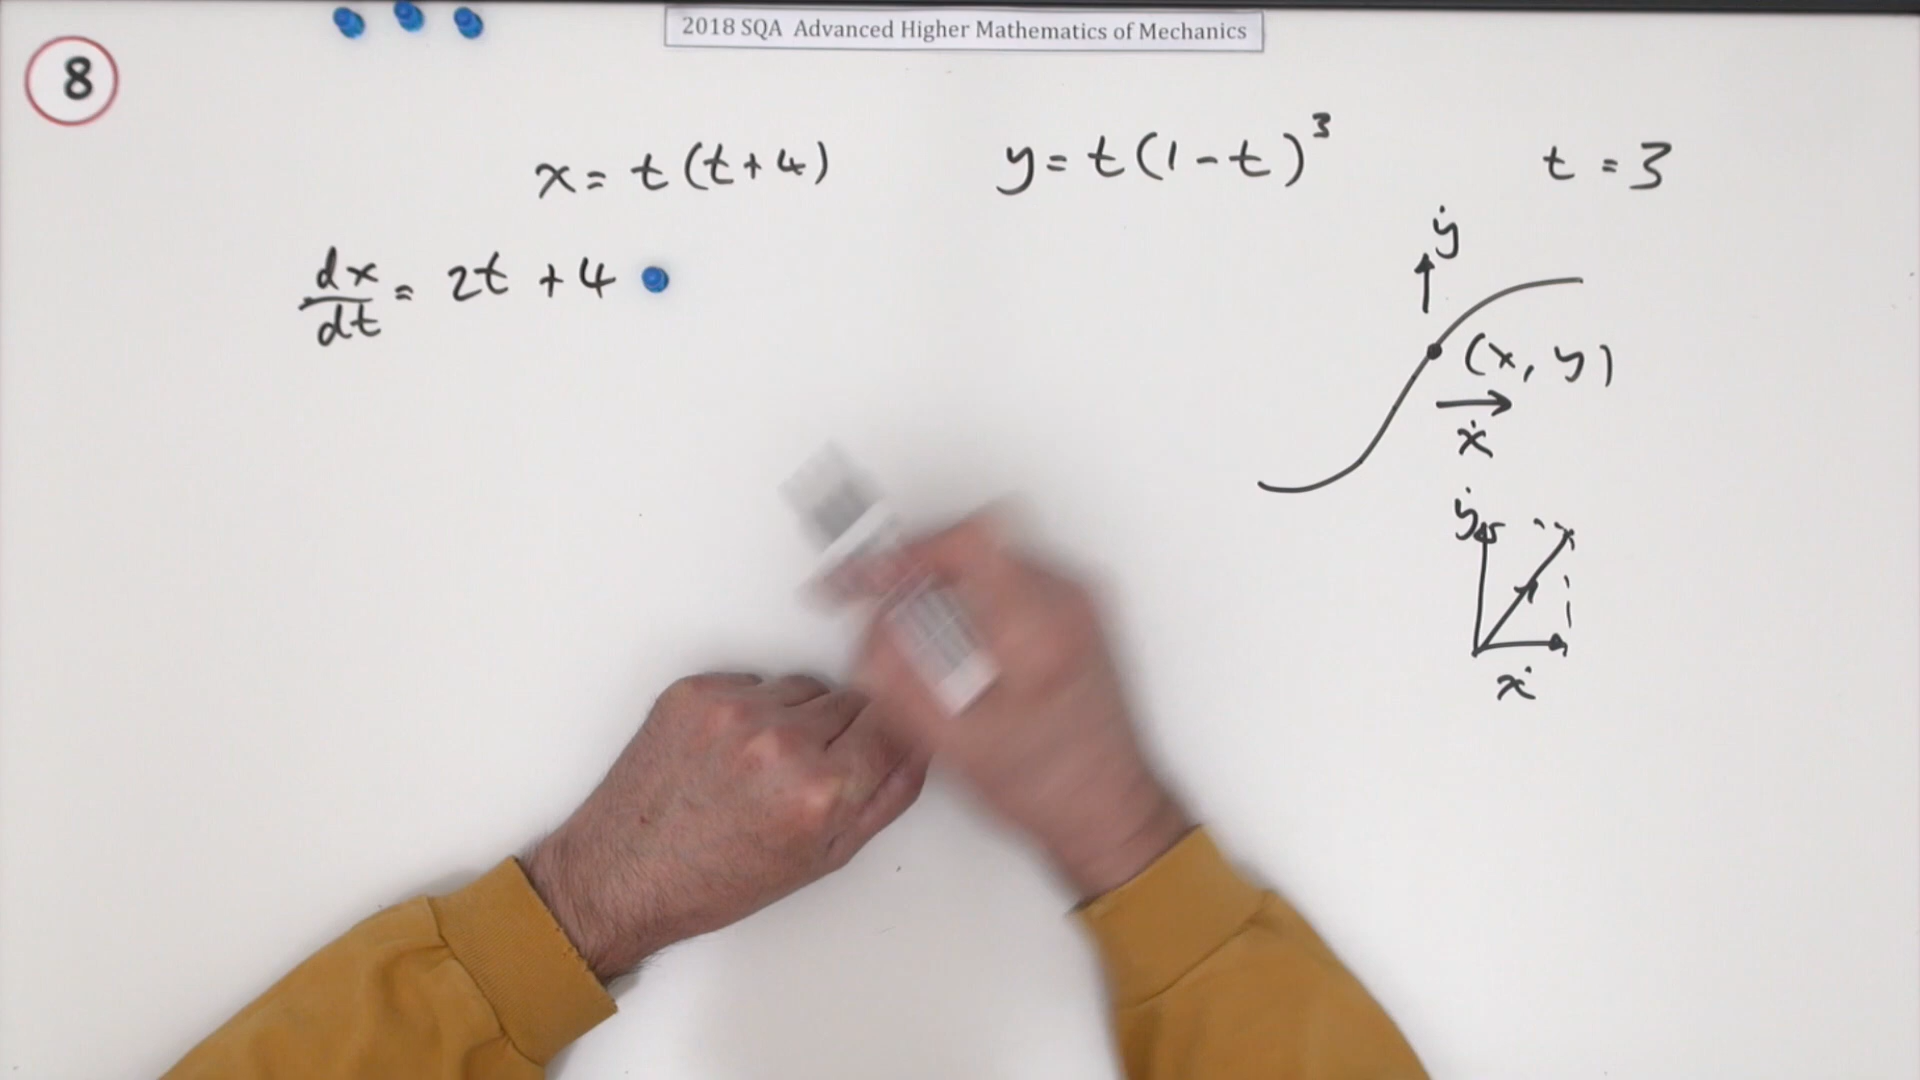 2018 SQA Advanced Higher Mathematics of Mechanics
8
x = t(t+4) y = t(1-t)³ t = 3
dx/dt = 2t + 4
ẏ
(x, y)
ẋ
ẏ
ẋ